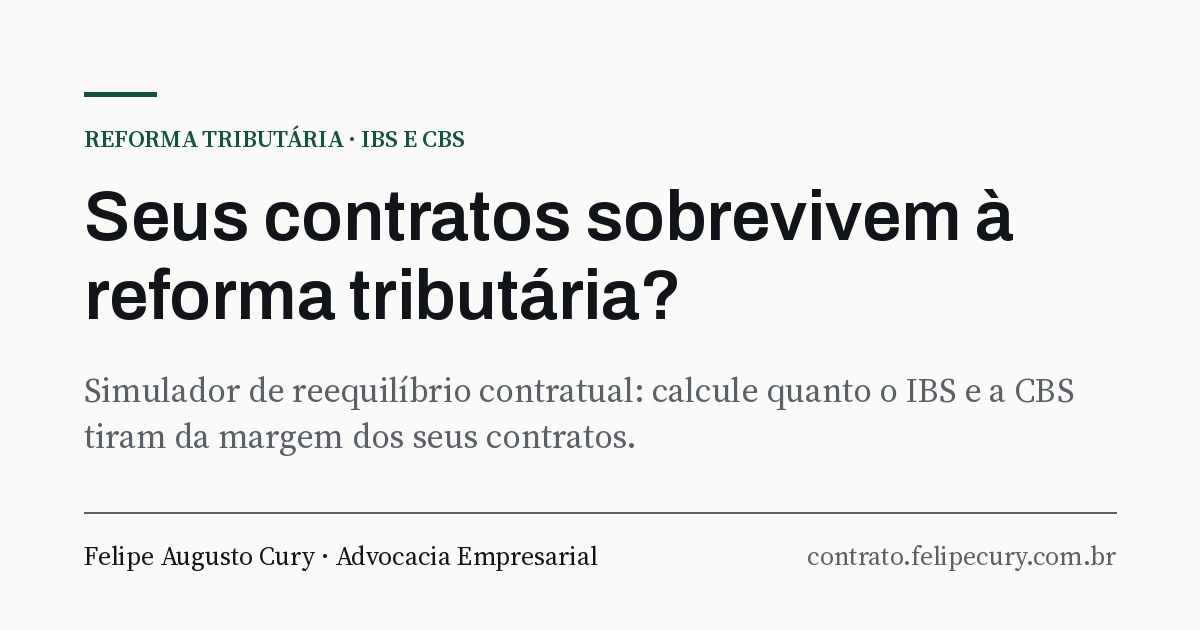 REFORMA TRIBUTÁRIA · IBS E CBS
Seus contratos sobrevivem à
reforma tributária?
Simulador de reequilíbrio contratual: calcule quanto o IBS e a CBS
tiram da margem dos seus contratos.
Felipe Augusto Cury · Advocacia Empresarial
contrato.felipecury.com.br